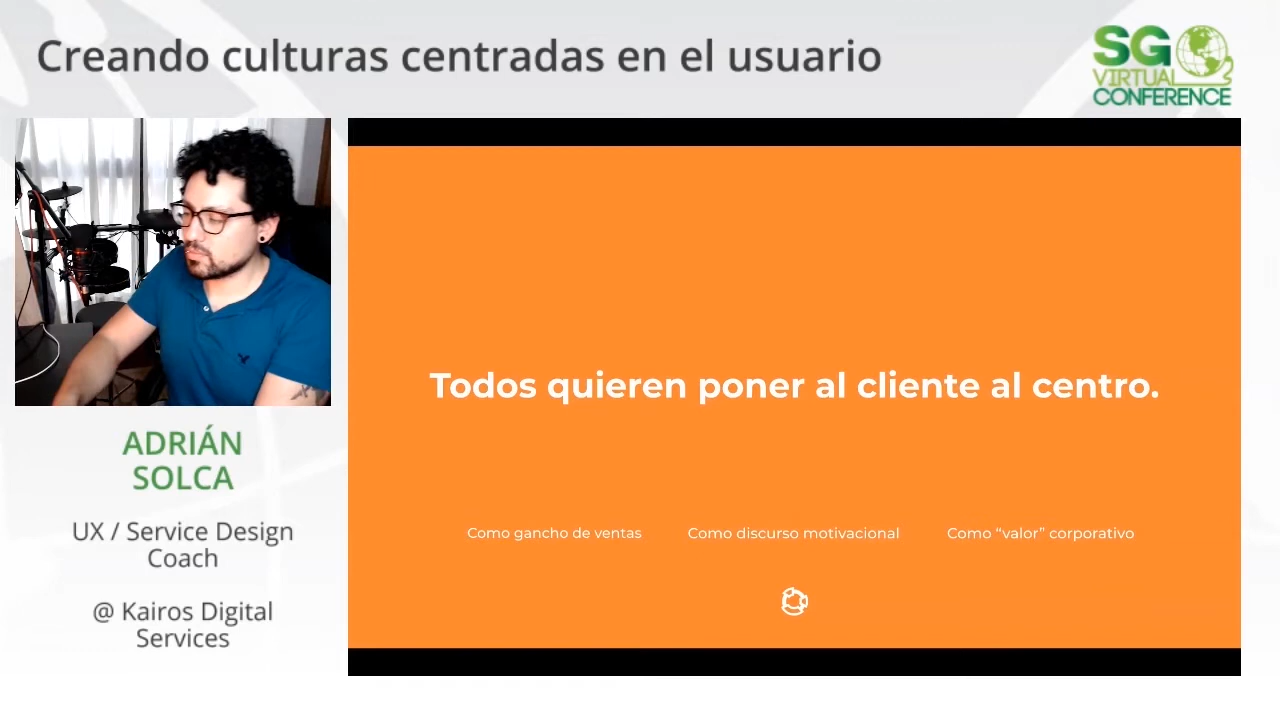 Creando culturas centradas en el usuario
SG
VIRTUAL
CONFERENCE
ADRIÁN
SOLCA
UX / Service Design
Coach
@ Kairos Digital
Services
Todos quieren poner al cliente al centro.
Como gancho de ventas Como discurso motivacional Como “valor” corporativo